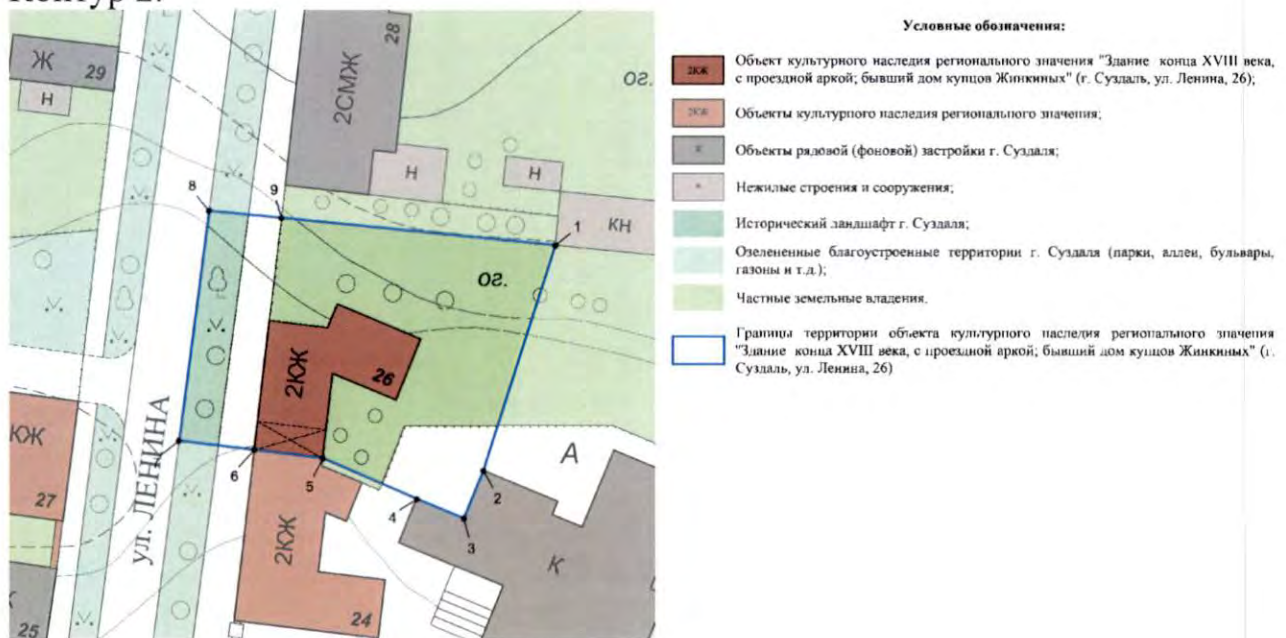 Контур 2.
Ж 29
Н
2СМЖ 28
ог.
Н
Н
КН
8
9
1
ог.
2КЖ 26
ул. ЛЕНИНА
6
5
4
3
2
А
К
КЖ 27
2КЖ 24
25
Условные обозначения:
2КЖ
Объект культурного наследия регионального значения "Здание конца XVIII века,
с проездной аркой; бывший дом купцов Жинкиных" (г. Суздаль, ул. Ленина, 26);
2КЖ
Объекты культурного наследия регионального значения;
К
Объекты рядовой (фоновой) застройки г. Суздаля;
Нежилые строения и сооружения;
Исторический ландшафт г. Суздаля;
Озелененные благоустроенные территории г. Суздаля (парки, аллеи, бульвары,
газоны и т.д.);
Частные земельные владения.
Границы территории объекта культурного наследия регионального значения
"Здание конца XVIII века, с проездной аркой; бывший дом купцов Жинкиных" (г.
Суздаль, ул. Ленина, 26)